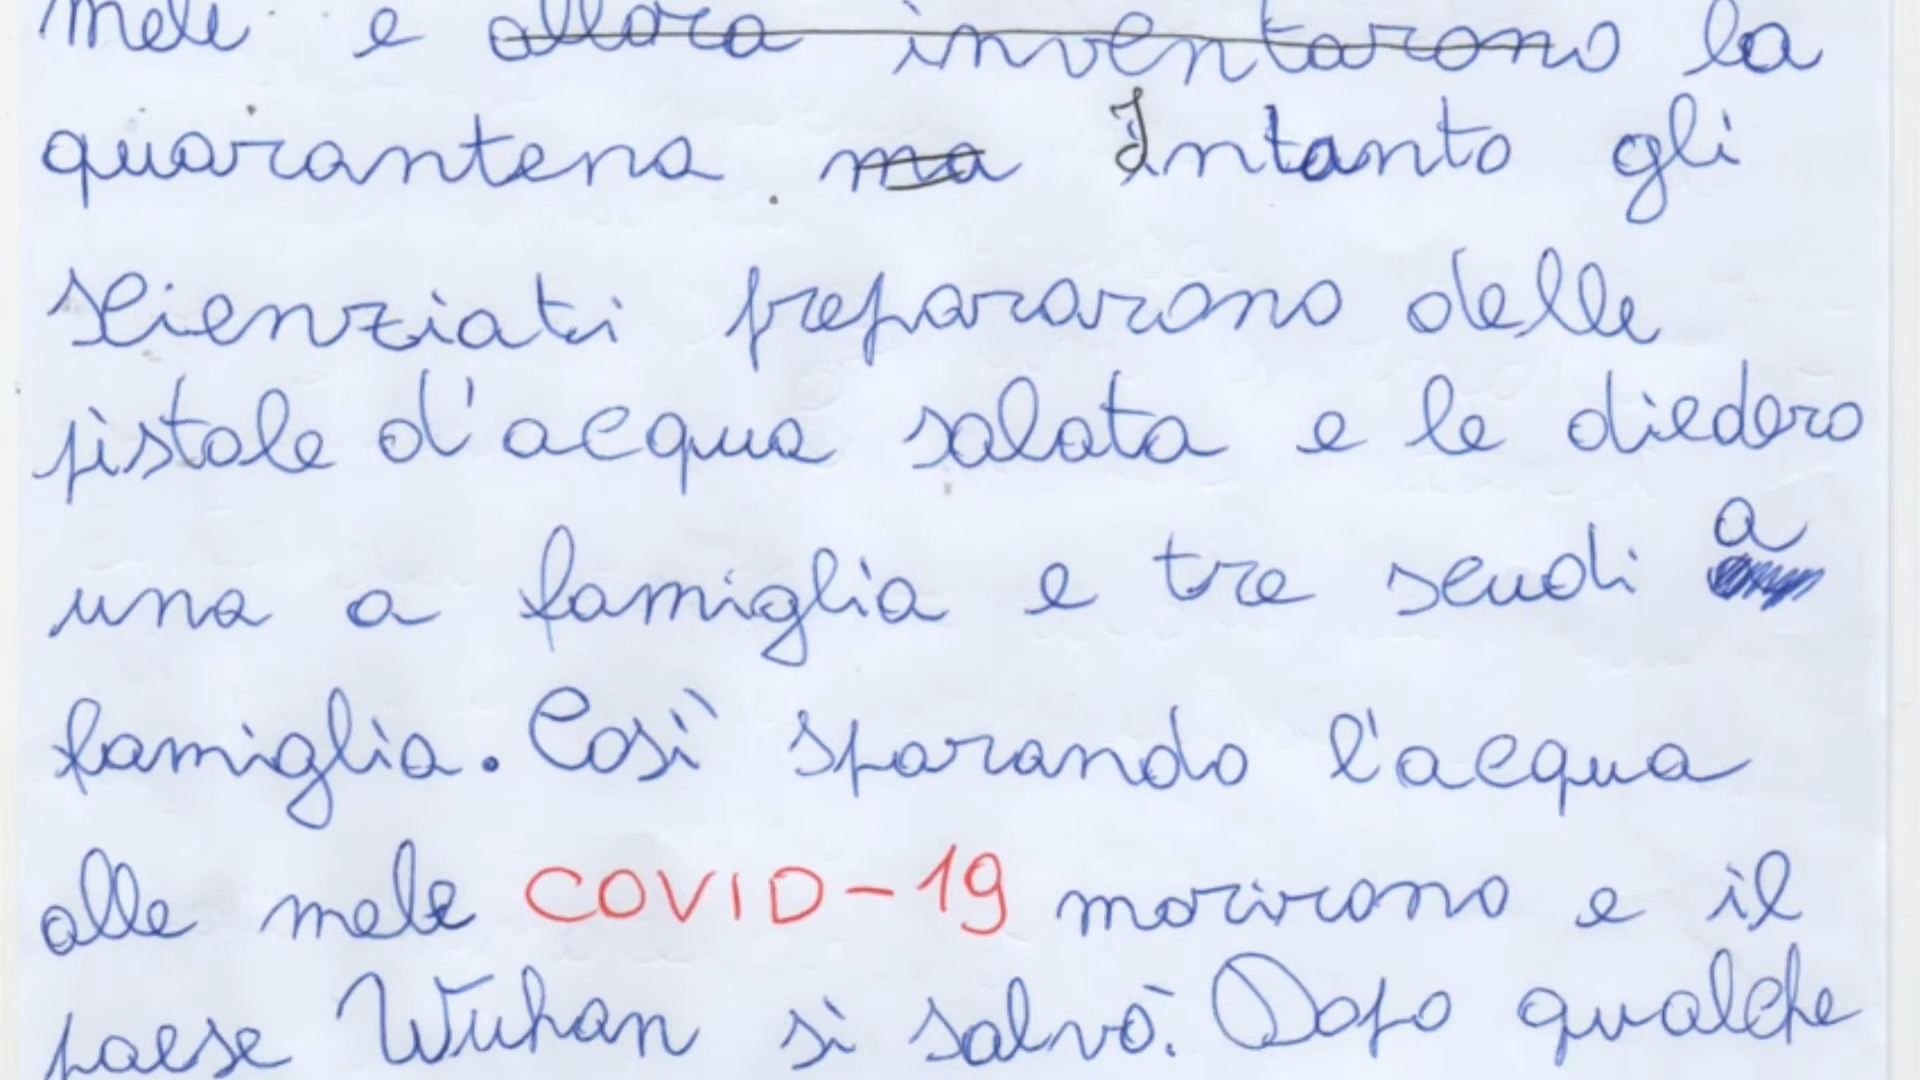 mele e allora inventarono la
quarantena. ma Intanto gli
scienziati prepararono delle
pistole d'acqua salata e le diedero
una a famiglia e tre scudi a
famiglia. Così sparando l'acqua
alle mele COVID-19 morirono e il
paese Wuhan si salvò. Dopo qualche